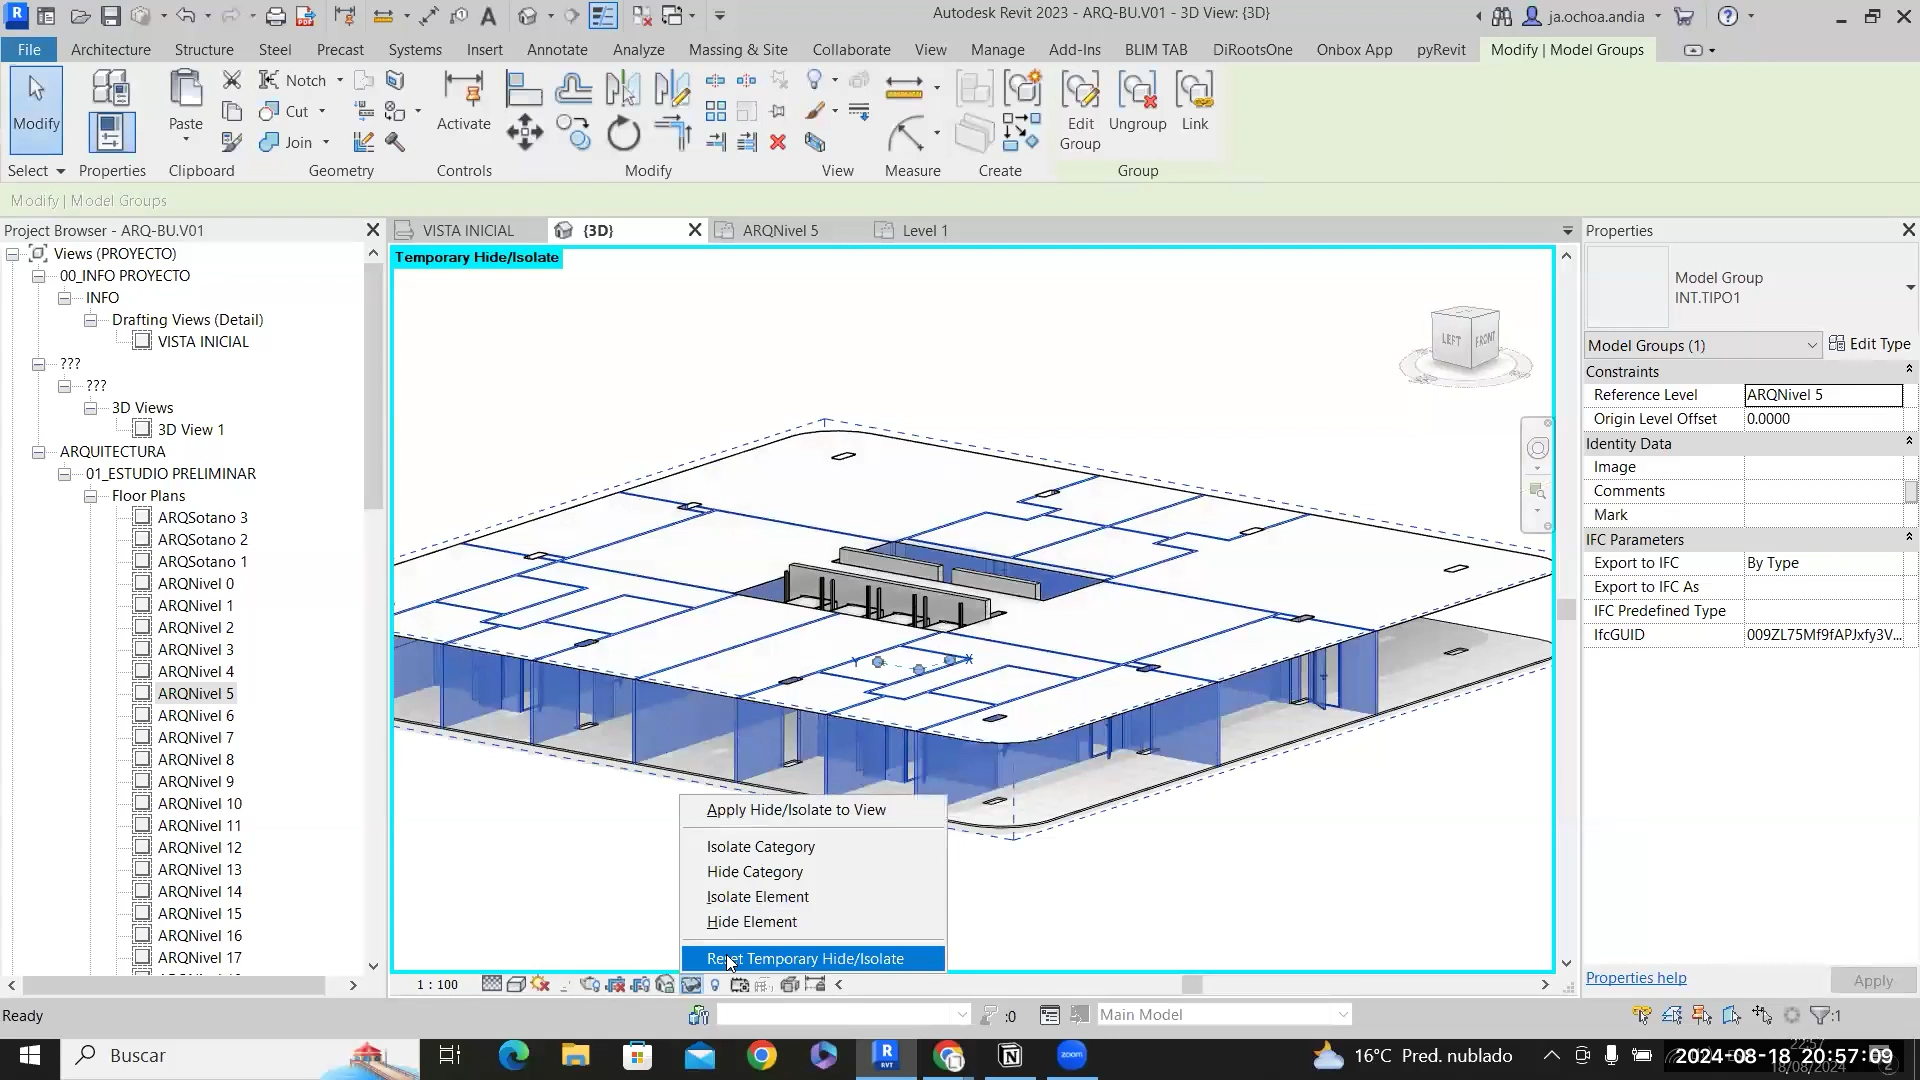 Autodesk Revit 2023 - ARQ-BU.V01 - 3D View: {3D}
ja.ochoa.andia
File
Architecture
Structure
Steel
Precast
Systems
Insert
Annotate
Analyze
Massing & Site
Collaborate
View
Manage
Add-Ins
BLIM TAB
DiRootsOne
Onbox App
pyRevit
Modify | Model Groups
Modify
Paste
Notch
Cut
Join
Activate
Edit
Group
Ungroup
Link
Select
Properties
Clipboard
Geometry
Controls
Modify
View
Measure
Create
Group
Modify | Model Groups
Project Browser - ARQ-BU.V01
Views (PROYECTO)
00_INFO PROYECTO
INFO
Drafting Views (Detail)
VISTA INICIAL
???
???
3D Views
3D View 1
ARQUITECTURA
01_ESTUDIO PRELIMINAR
Floor Plans
ARQSotano 3
ARQSotano 2
ARQSotano 1
ARQNivel 0
ARQNivel 1
ARQNivel 2
ARQNivel 3
ARQNivel 4
ARQNivel 5
ARQNivel 6
ARQNivel 7
ARQNivel 8
ARQNivel 9
ARQNivel 10
ARQNivel 11
ARQNivel 12
ARQNivel 13
ARQNivel 14
ARQNivel 15
ARQNivel 16
ARQNivel 17
VISTA INICIAL
{3D}
ARQNivel 5
Level 1
Temporary Hide/Isolate
LEFT
FRONT
Y
X
Apply Hide/Isolate to View
Isolate Category
Hide Category
Isolate Element
Hide Element
Reset Temporary Hide/Isolate
1 : 100
Properties
Model Group
INT.TIPO1
Model Groups (1)
Edit Type
Constraints
Reference Level
ARQNivel 5
Origin Level Offset
0.0000
Identity Data
Image
Comments
Mark
IFC Parameters
Export to IFC
By Type
Export to IFC As
IFC Predefined Type
IfcGUID
009ZL75Mf9fAPJxfy3V...
Properties help
Apply
Ready
:0
Main Model
:1
Buscar
zoom
16°C Pred. nublado
2024-08-18 20:57:09
22:57
18/08/2024